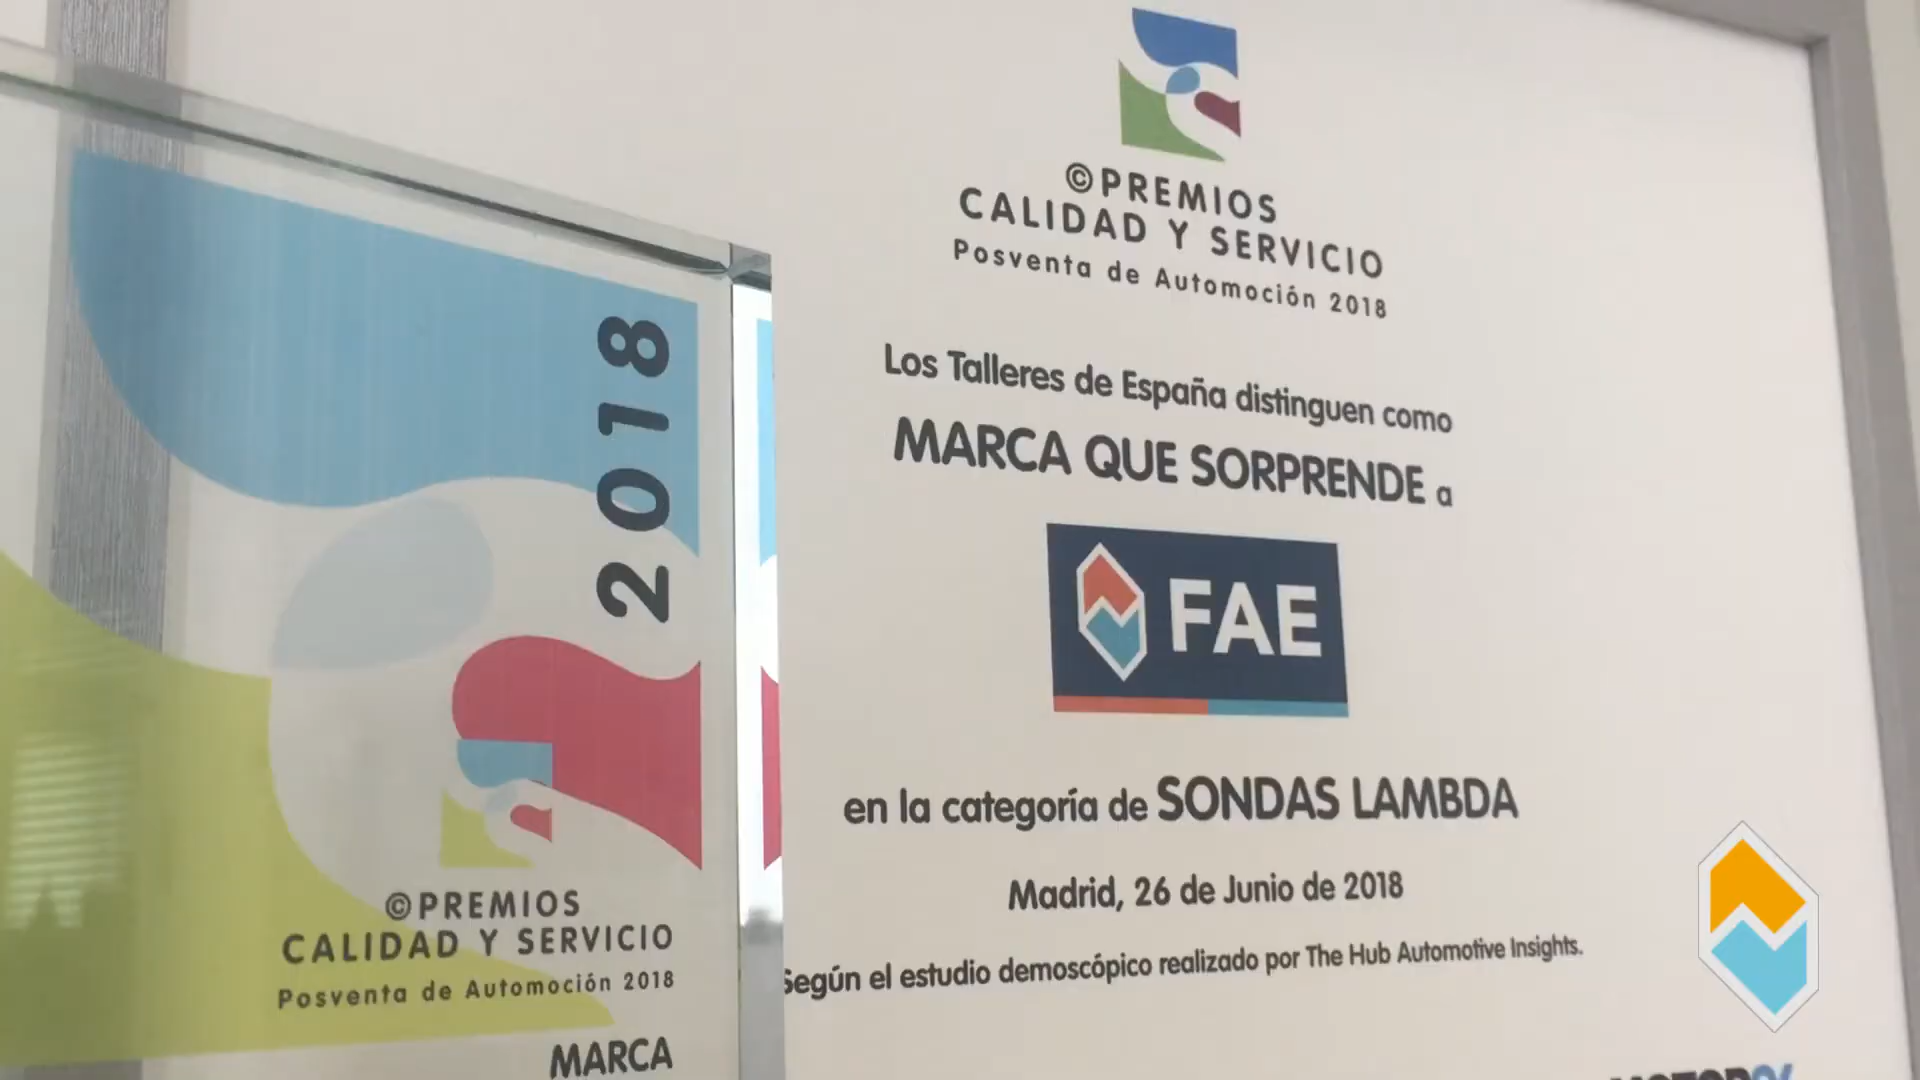 2018
©PREMIOS
CALIDAD Y SERVICIO
Posventa de Automoción 2018
MARCA
©PREMIOS
CALIDAD Y SERVICIO
Posventa de Automoción 2018
Los Talleres de España distinguen como
MARCA QUE SORPRENDE a
FAE
en la categoría de SONDAS LAMBDA
Madrid, 26 de Junio de 2018
Según el estudio demoscópico realizado por The Hub Automotive Insights.